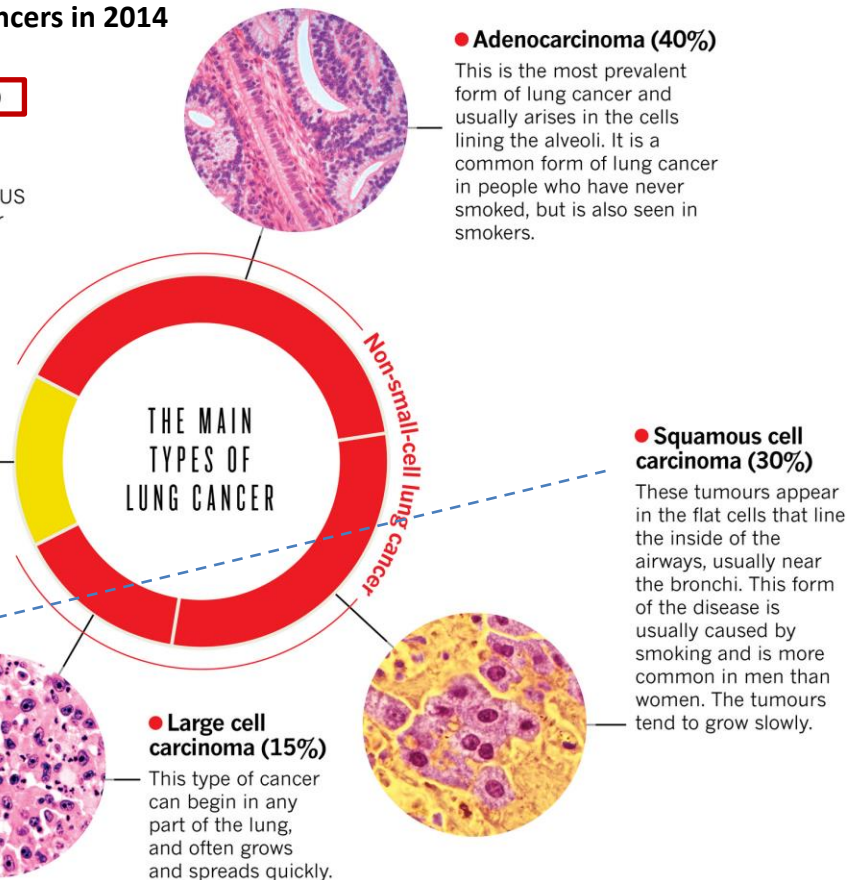 ncers in 2014
)
US
r
● Adenocarcinoma (40%)
This is the most prevalent
form of lung cancer and
usually arises in the cells
lining the alveoli. It is a
common form of lung cancer
in people who have never
smoked, but is also seen in
smokers.
THE MAIN
TYPES OF
LUNG CANCER
Non-small-cell lung cancer
● Squamous cell
carcinoma (30%)
These tumours appear
in the flat cells that line
the inside of the
airways, usually near
the bronchi. This form
of the disease is
usually caused by
smoking and is more
common in men than
women. The tumours
tend to grow slowly.
● Large cell
carcinoma (15%)
This type of cancer
can begin in any
part of the lung,
and often grows
and spreads quickly.